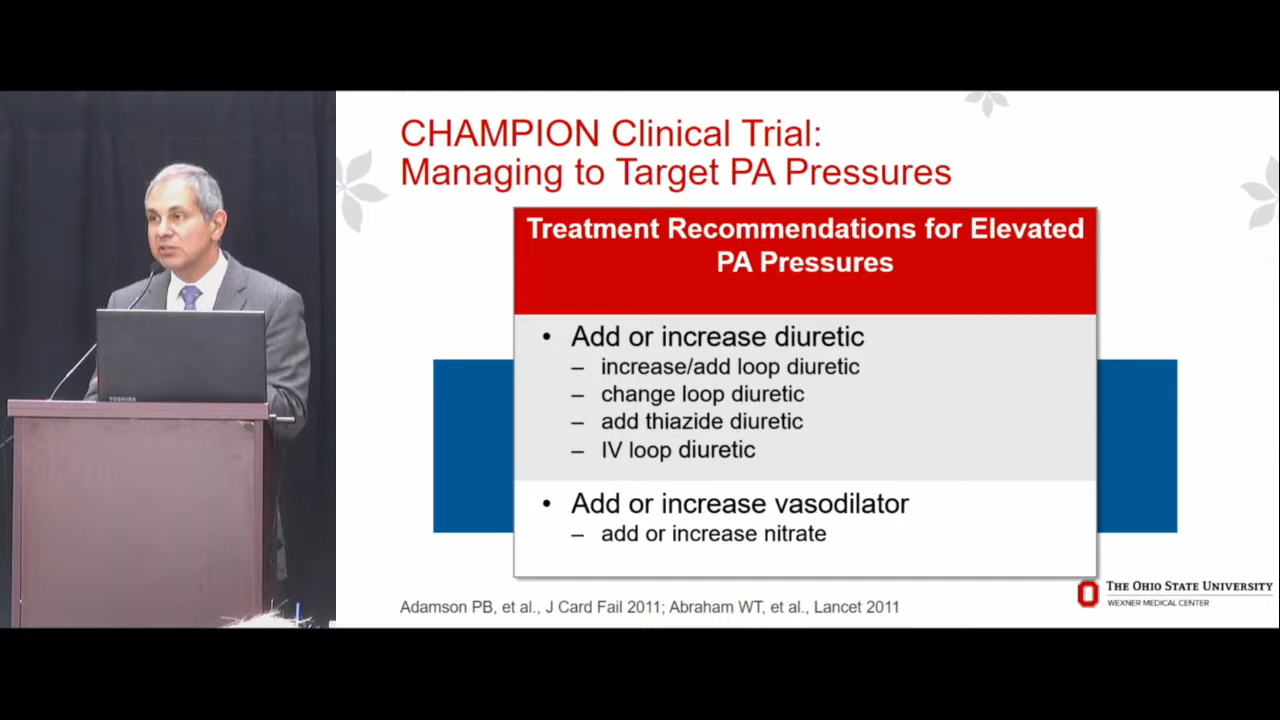 CHAMPION Clinical Trial:
Managing to Target PA Pressures
Treatment Recommendations for Elevated
PA Pressures
• Add or increase diuretic
– increase/add loop diuretic
– change loop diuretic
– add thiazide diuretic
– IV loop diuretic
• Add or increase vasodilator
– add or increase nitrate
Adamson PB, et al., J Card Fail 2011; Abraham WT, et al., Lancet 2011
THE OHIO STATE UNIVERSITY
WEXNER MEDICAL CENTER
TOSHIBA